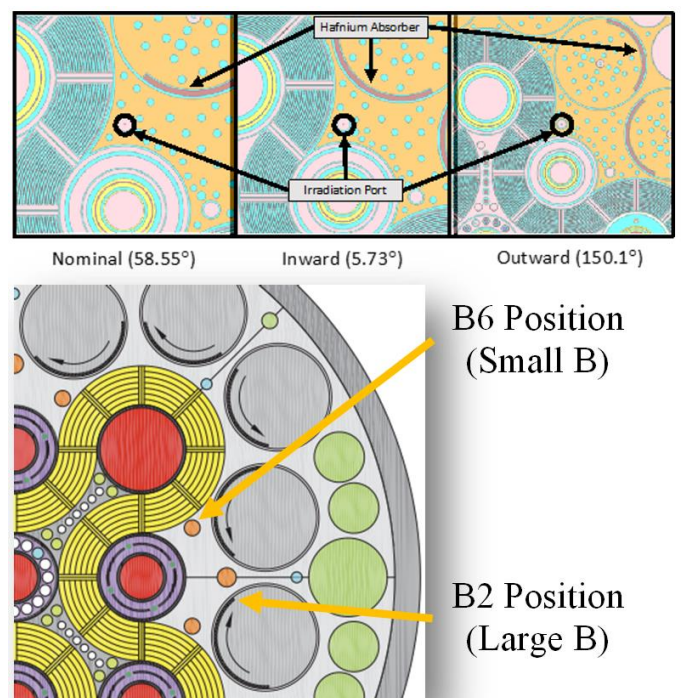 Hafnium Absorber
Irradiation Port
Nominal (58.55°)
Inward (5.73°)
Outward (150.1°)
B6 Position
(Small B)
B2 Position
(Large B)